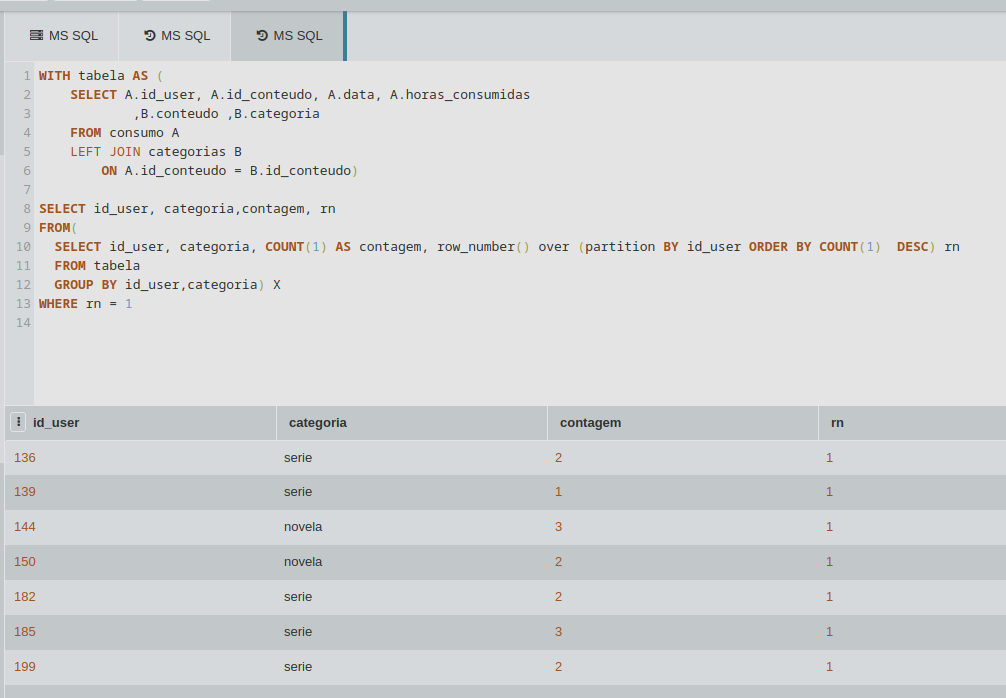 MS SQL MS SQL MS SQL
1 WITH tabela AS (
2 SELECT A.id_user, A.id_conteudo, A.data, A.horas_consumidas
3 ,B.conteudo ,B.categoria
4 FROM consumo A
5 LEFT JOIN categorias B
6 ON A.id_conteudo = B.id_conteudo)
7
8 SELECT id_user, categoria,contagem, rn
9 FROM(
10 SELECT id_user, categoria, COUNT(1) AS contagem, row_number() over (partition BY id_user ORDER BY COUNT(1)  DESC) rn
11 FROM tabela
12 GROUP BY id_user,categoria) X
13 WHERE rn = 1
14
id_user categoria contagem rn
136 serie 2 1
139 serie 1 1
144 novela 3 1
150 novela 2 1
182 serie 2 1
185 serie 3 1
199 serie 2 1